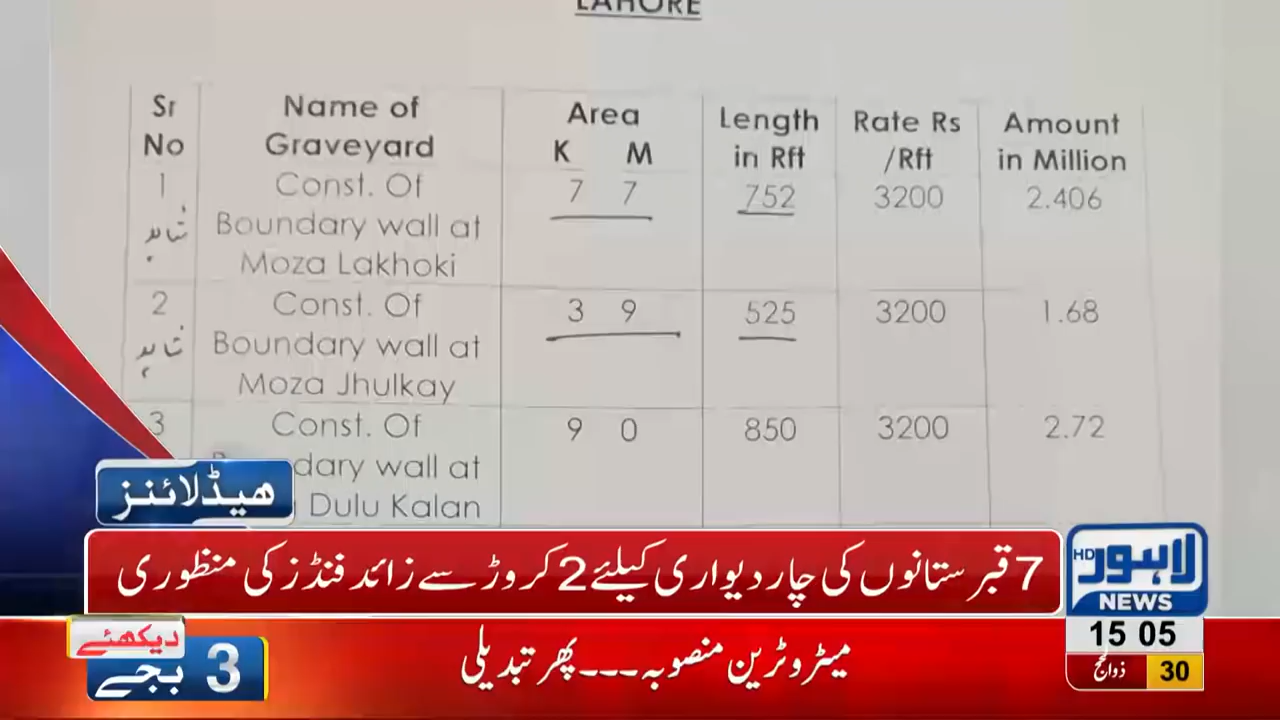 LAHORE
Sr No | Name of Graveyard | Area K M | Length in Rft | Rate Rs /Rft | Amount in Million
1 شاہد | Const. Of Boundary wall at Moza Lakhoki | 7 7 | 752 | 3200 | 2.406
2 شاہد | Const. Of Boundary wall at Moza Jhulkay | 3 9 | 525 | 3200 | 1.68
3 | Const. Of wall at Dulu Kalan | 9 0 | 850 | 3200 | 2.72
ہیڈلائنز
7 قبرستانوں کی چار دیواری کیلئے 2 کروڑ سے زائد فنڈز کی منظوری
HD لاہور
NEWS
15 05
30 ذوالحج
دیکھئے
3 بجے
میٹرو ٹرین منصوبہ ۔۔۔ پھر تبدیلی